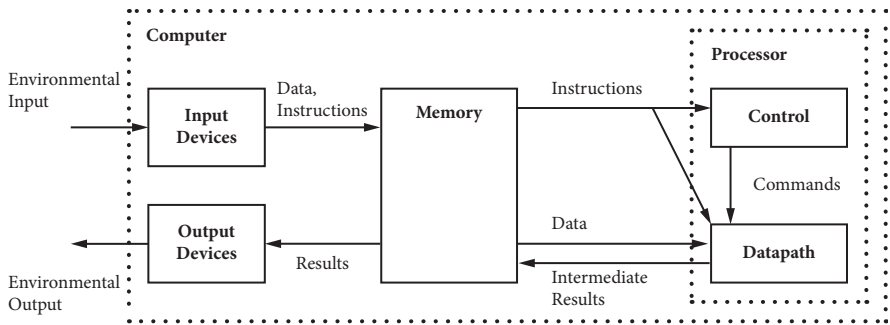 Computer
Processor
Environmental
Input
Input
Devices
Data,
Instructions
Memory
Instructions
Control
Commands
Output
Devices
Results
Data
Datapath
Intermediate
Results
Environmental
Output